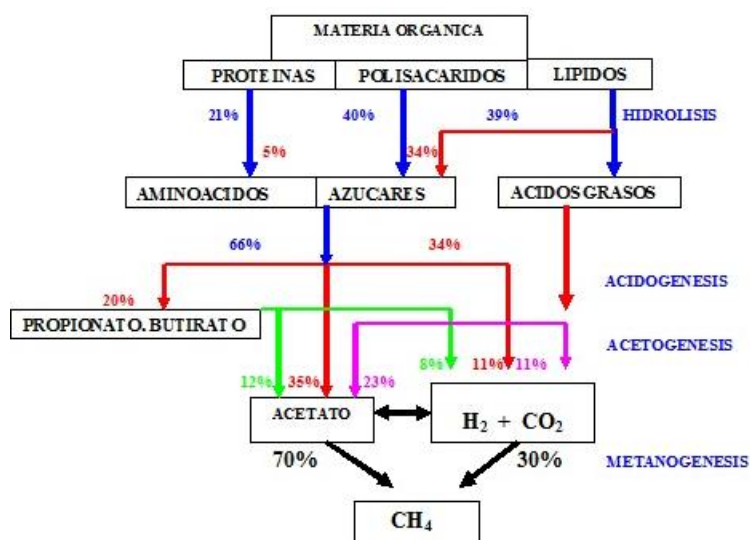 MATERIA ORGANICA
PROTEINAS POLISACARIDOS LIPIDOS
21% 40% 39% HIDROLISIS
5% 34%
AMINOACIDOS AZUCARES ACIDOS GRASOS
66% 34%
ACIDOGENESIS
20%
PROPIONATO.BUTIRATO
ACETOGENESIS
8% 11% 11%
12% 35% 23%
ACETATO
H₂ + CO₂
70% 30% METANOGENESIS
CH₄